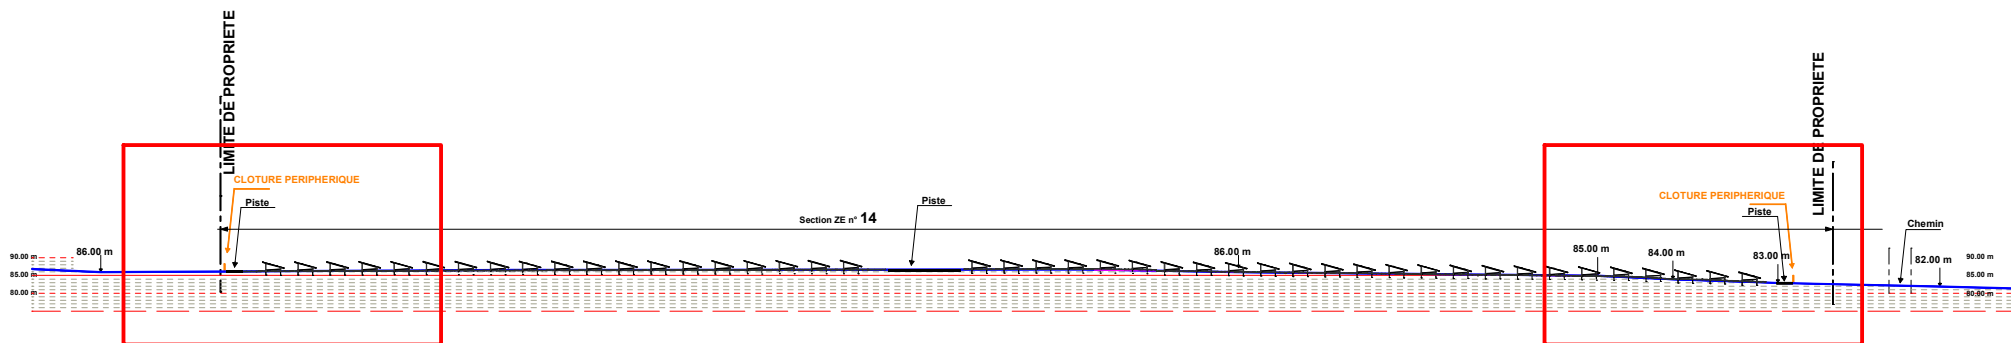 LIMITE DE PROPRIETE
CLOTURE PERIPHERIQUE
Piste
86.00 m
90.00 m
85.00 m
80.00 m
Section ZE n° 14
Piste
86.00 m
85.00 m
84.00 m
83.00 m
CLOTURE PERIPHERIQUE
Piste
LIMITE DE PROPRIETE
Chemin
82.00 m
90.00 m
85.00 m
80.00 m